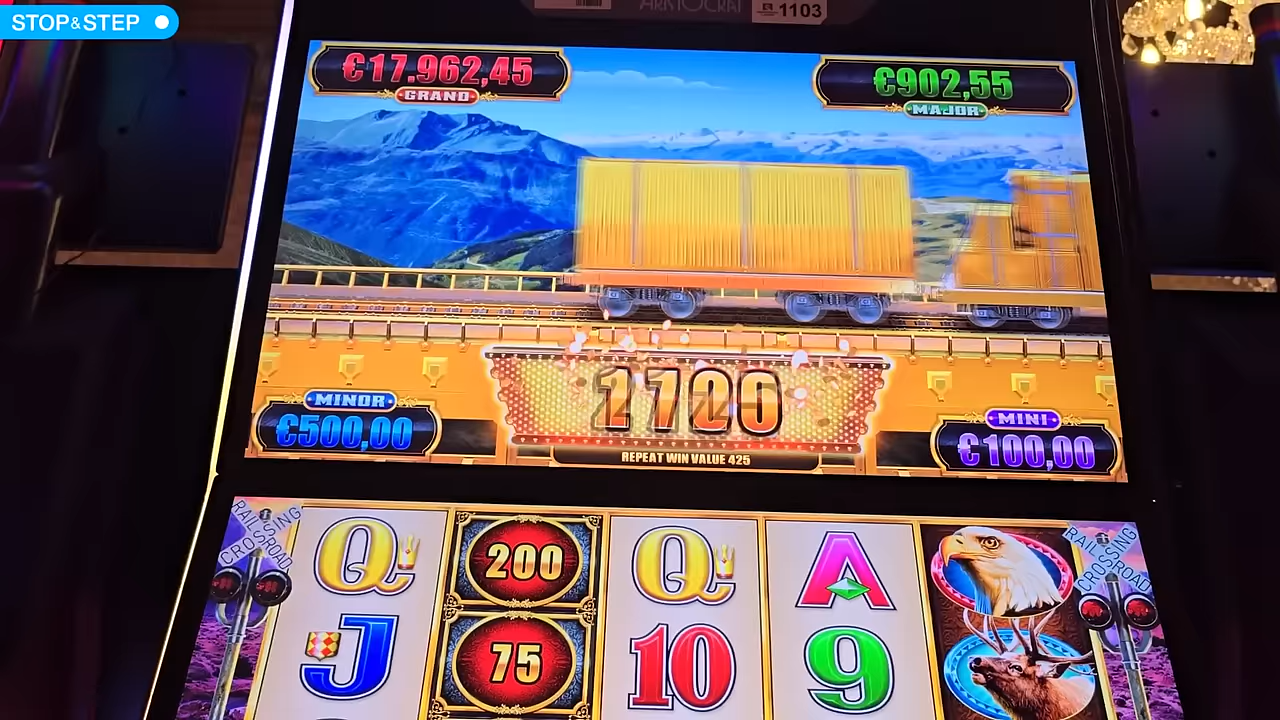 STOP&STEP
ARISTOCRAT
1103
€17.962,45
GRAND
€902,55
MAJOR
MINOR
€500,00
MINI
€100,00
REPEAT WIN VALUE 425
RAILROAD
CROSSING
RAILROAD
CROSSING
Q
200
Q
A
J
75
10
9